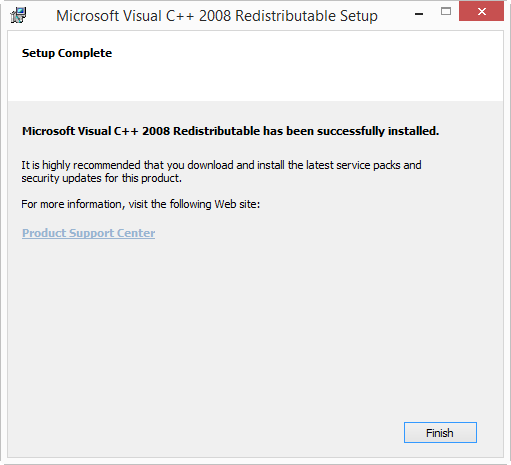 Microsoft Visual C++ 2008 Redistributable Setup
Setup Complete
Microsoft Visual C++ 2008 Redistributable has been successfully installed.
It is highly recommended that you download and install the latest service packs and
security updates for this product.
For more information, visit the following Web site:
Product Support Center
Finish